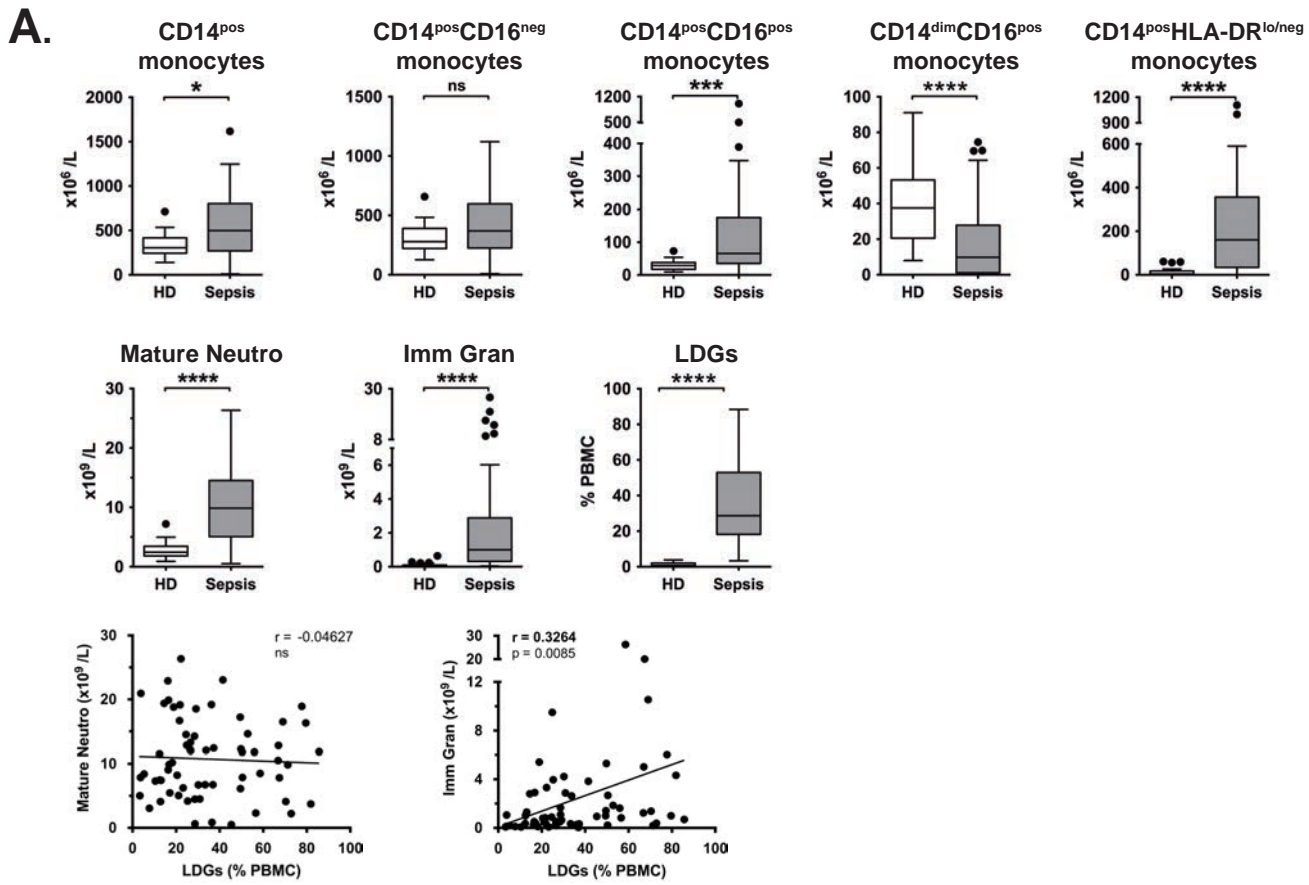 A.
CD14pos monocytes
* 
x10⁶ /L
2000
1500
1000
500
0
HD Sepsis
CD14posCD16neg monocytes
ns
x10⁶ /L
1500
1000
500
0
HD Sepsis
CD14posCD16pos monocytes
***
x10⁶ /L
1200
500
400
300
200
100
0
HD Sepsis
CD14dimCD16pos monocytes
****
x10⁶ /L
100
80
60
40
20
0
HD Sepsis
CD14posHLA-DRlo/neg monocytes
****
x10⁶ /L
1200
900
600
400
200
0
HD Sepsis
Mature Neutro
****
x10⁹ /L
30
20
10
0
HD Sepsis
Imm Gran
****
x10⁹ /L
30
8
6
4
2
0
HD Sepsis
LDGs
****
% PBMC
100
80
60
40
20
0
HD Sepsis
Mature Neutro (x10⁹ /L)
30
20
10
0
r = -0.04627
ns
0 20 40 60 80 100
LDGs (% PBMC)
Imm Gran (x10⁹ /L)
30
20
12
8
4
0
r = 0.3264
p = 0.0085
0 20 40 60 80 100
LDGs (% PBMC)